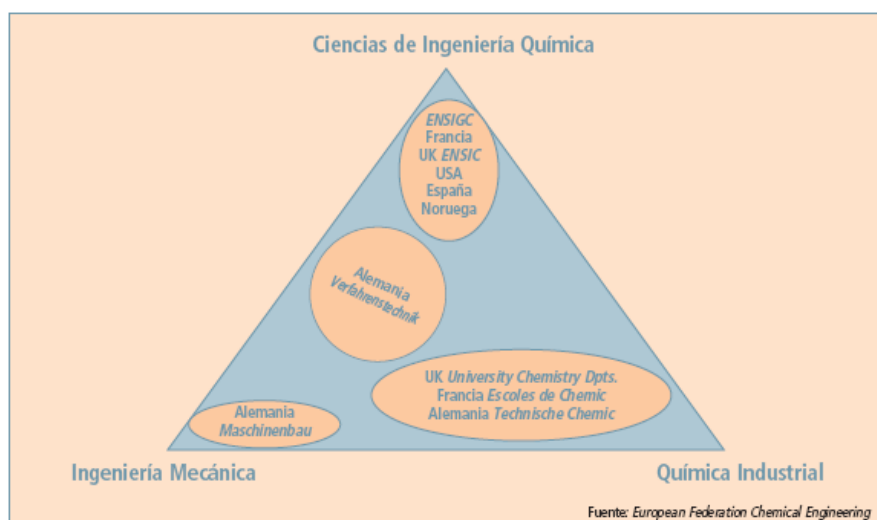 Ciencias de Ingeniería Química
ENSIGC
Francia
UK ENSIC
USA
España
Noruega
Alemania
Verfahrenstechnik
UK University Chemistry Dpts.
Francia Escoles de Chemic
Alemania Technische Chemic
Alemania
Maschinenbau
Ingeniería Mecánica
Química Industrial
Fuente: European Federation Chemical Engineering